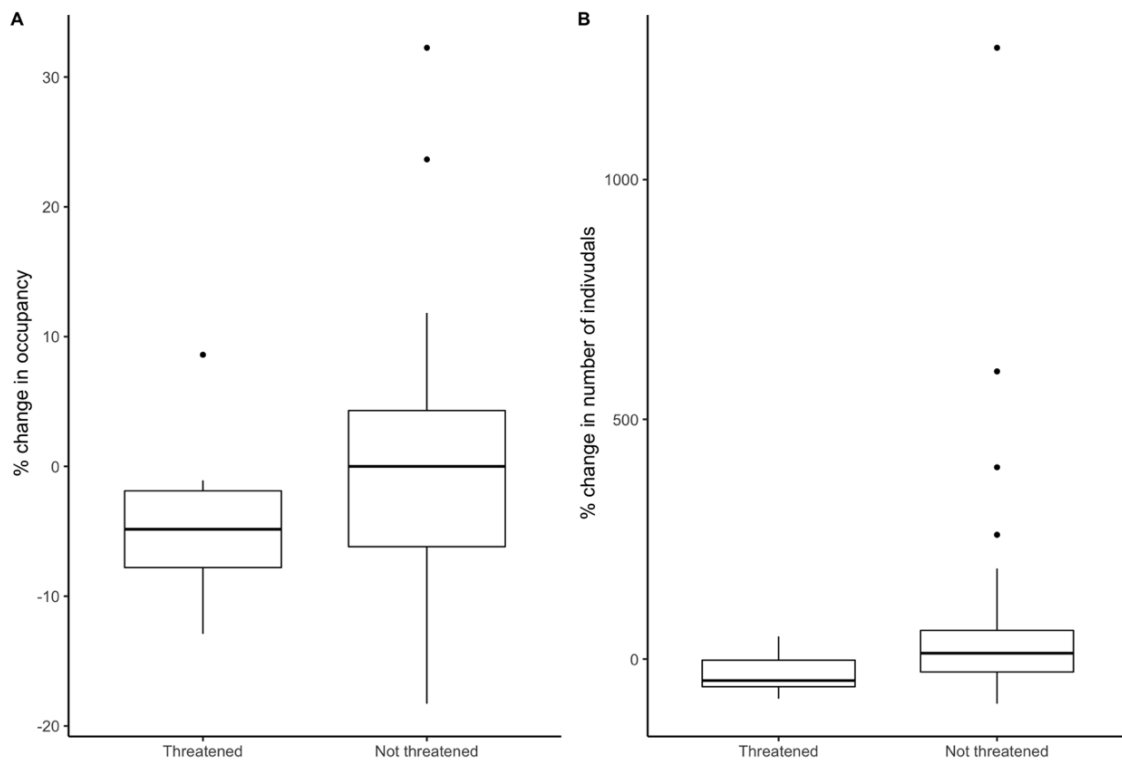 A
% change in occupancy
30
20
10
0
-10
-20
Threatened
Not threatened
B
% change in number of indivudals
1000
500
0
Threatened
Not threatened